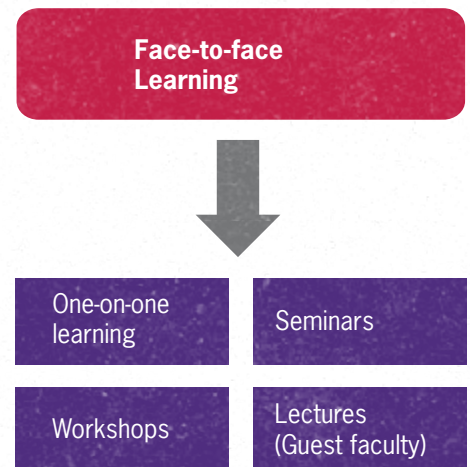 Face-to-face
Learning
One-on-one
learning
Seminars
Workshops
Lectures
(Guest faculty)